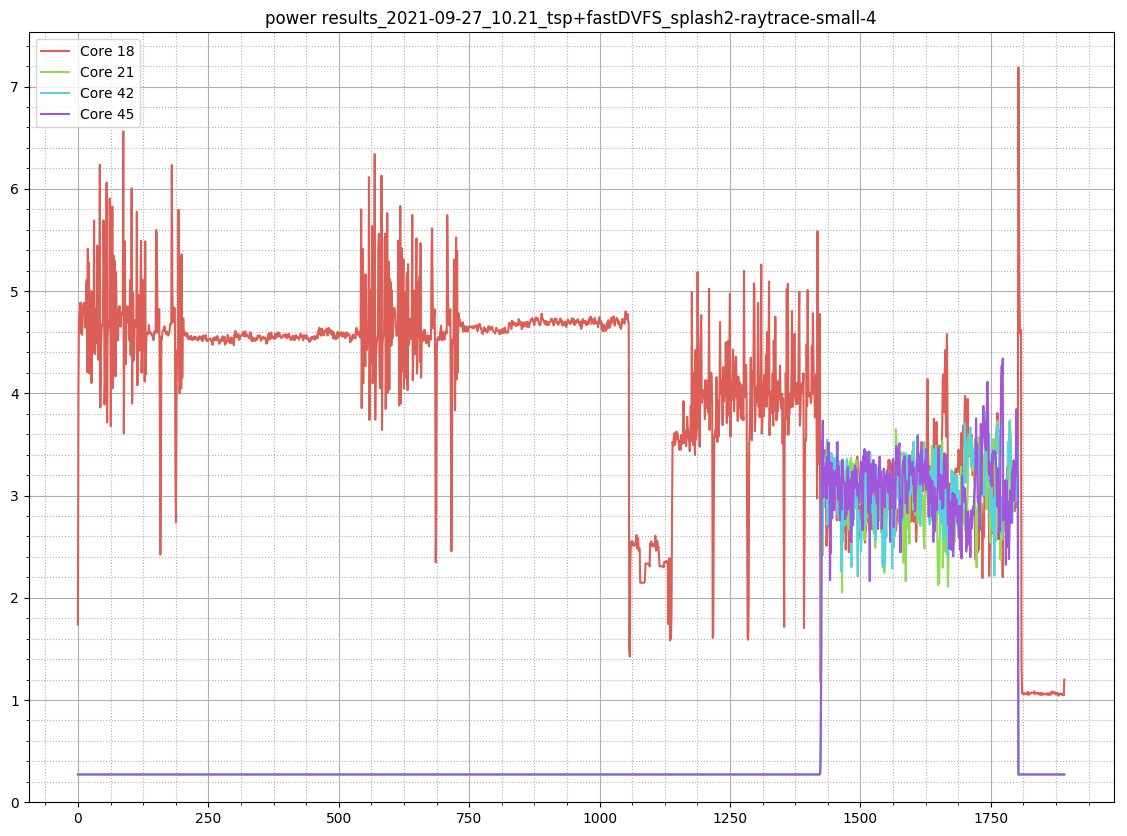 power results_2021-09-27_10.21_tsp+fastDVFS_splash2-raytrace-small-4
Core 18
Core 21
Core 42
Core 45
7
6
5
4
3
2
1
0
0 250 500 750 1000 1250 1500 1750